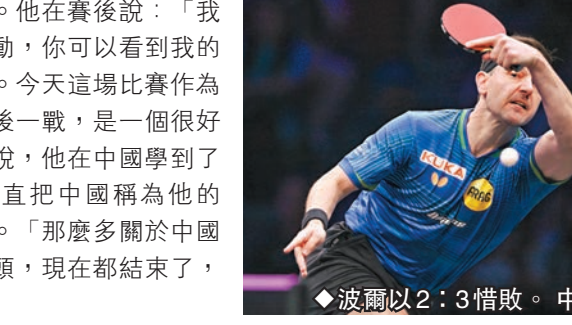 。他在賽後說：「我
動，你可以看到我的
。今天這場比賽作為
後一戰，是一個很好
說，他在中國學到了
直把中國稱為他的
。「那麼多關於中國
頭，現在都結束了，
KUKA
ARAG
◆波爾以2：3惜敗。 中